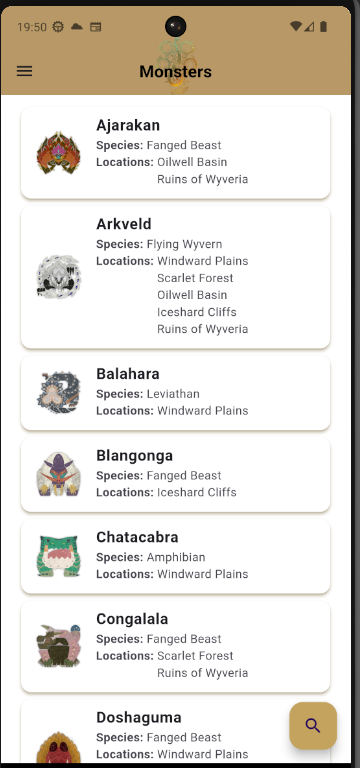 19:50
Monsters
Ajarakan
Species: Fanged Beast
Locations: Oilwell Basin
Ruins of Wyveria
Arkveld
Species: Flying Wyvern
Locations: Windward Plains
Scarlet Forest
Oilwell Basin
Iceshard Cliffs
Ruins of Wyveria
Balahara
Species: Leviathan
Locations: Windward Plains
Blangonga
Species: Fanged Beast
Locations: Iceshard Cliffs
Chatacabra
Species: Amphibian
Locations: Windward Plains
Congalala
Species: Fanged Beast
Locations: Scarlet Forest
Ruins of Wyveria
Doshaguma
Species: Fanged Beast
Locations: Windward Plains